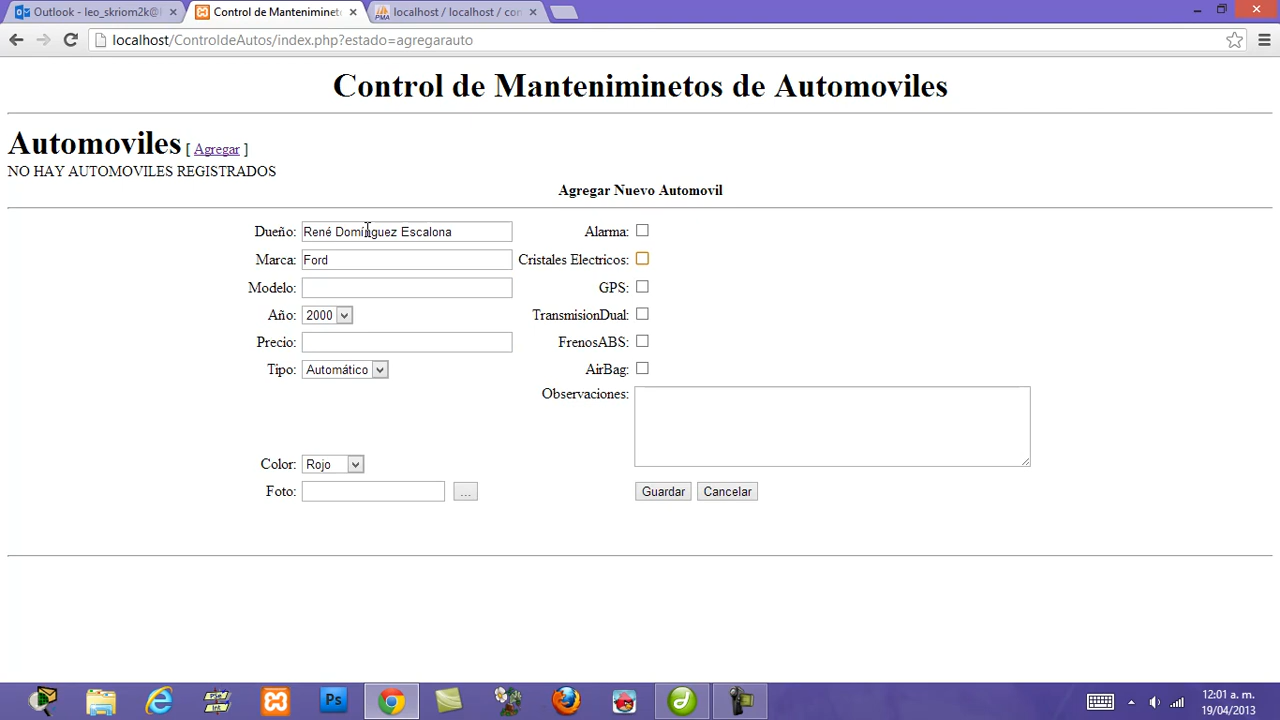 Outlook - leo_skriom2k@
Control de Manteniminet
localhost / localhost / con
localhost/ControldeAutos/index.php?estado=agregarauto
Control de Manteniminetos de Automoviles
Automoviles [ Agregar ]
NO HAY AUTOMOVILES REGISTRADOS
Agregar Nuevo Automovil
Dueño: René Domínguez Escalona Alarma:
Marca: Ford Cristales Electricos:
Modelo: GPS:
Año: 2000 TransmisionDual:
Precio: FrenosABS:
Tipo: Automático AirBag:
Observaciones:
Color: Rojo
Foto: ... Guardar Cancelar
12:01 a. m.
19/04/2013